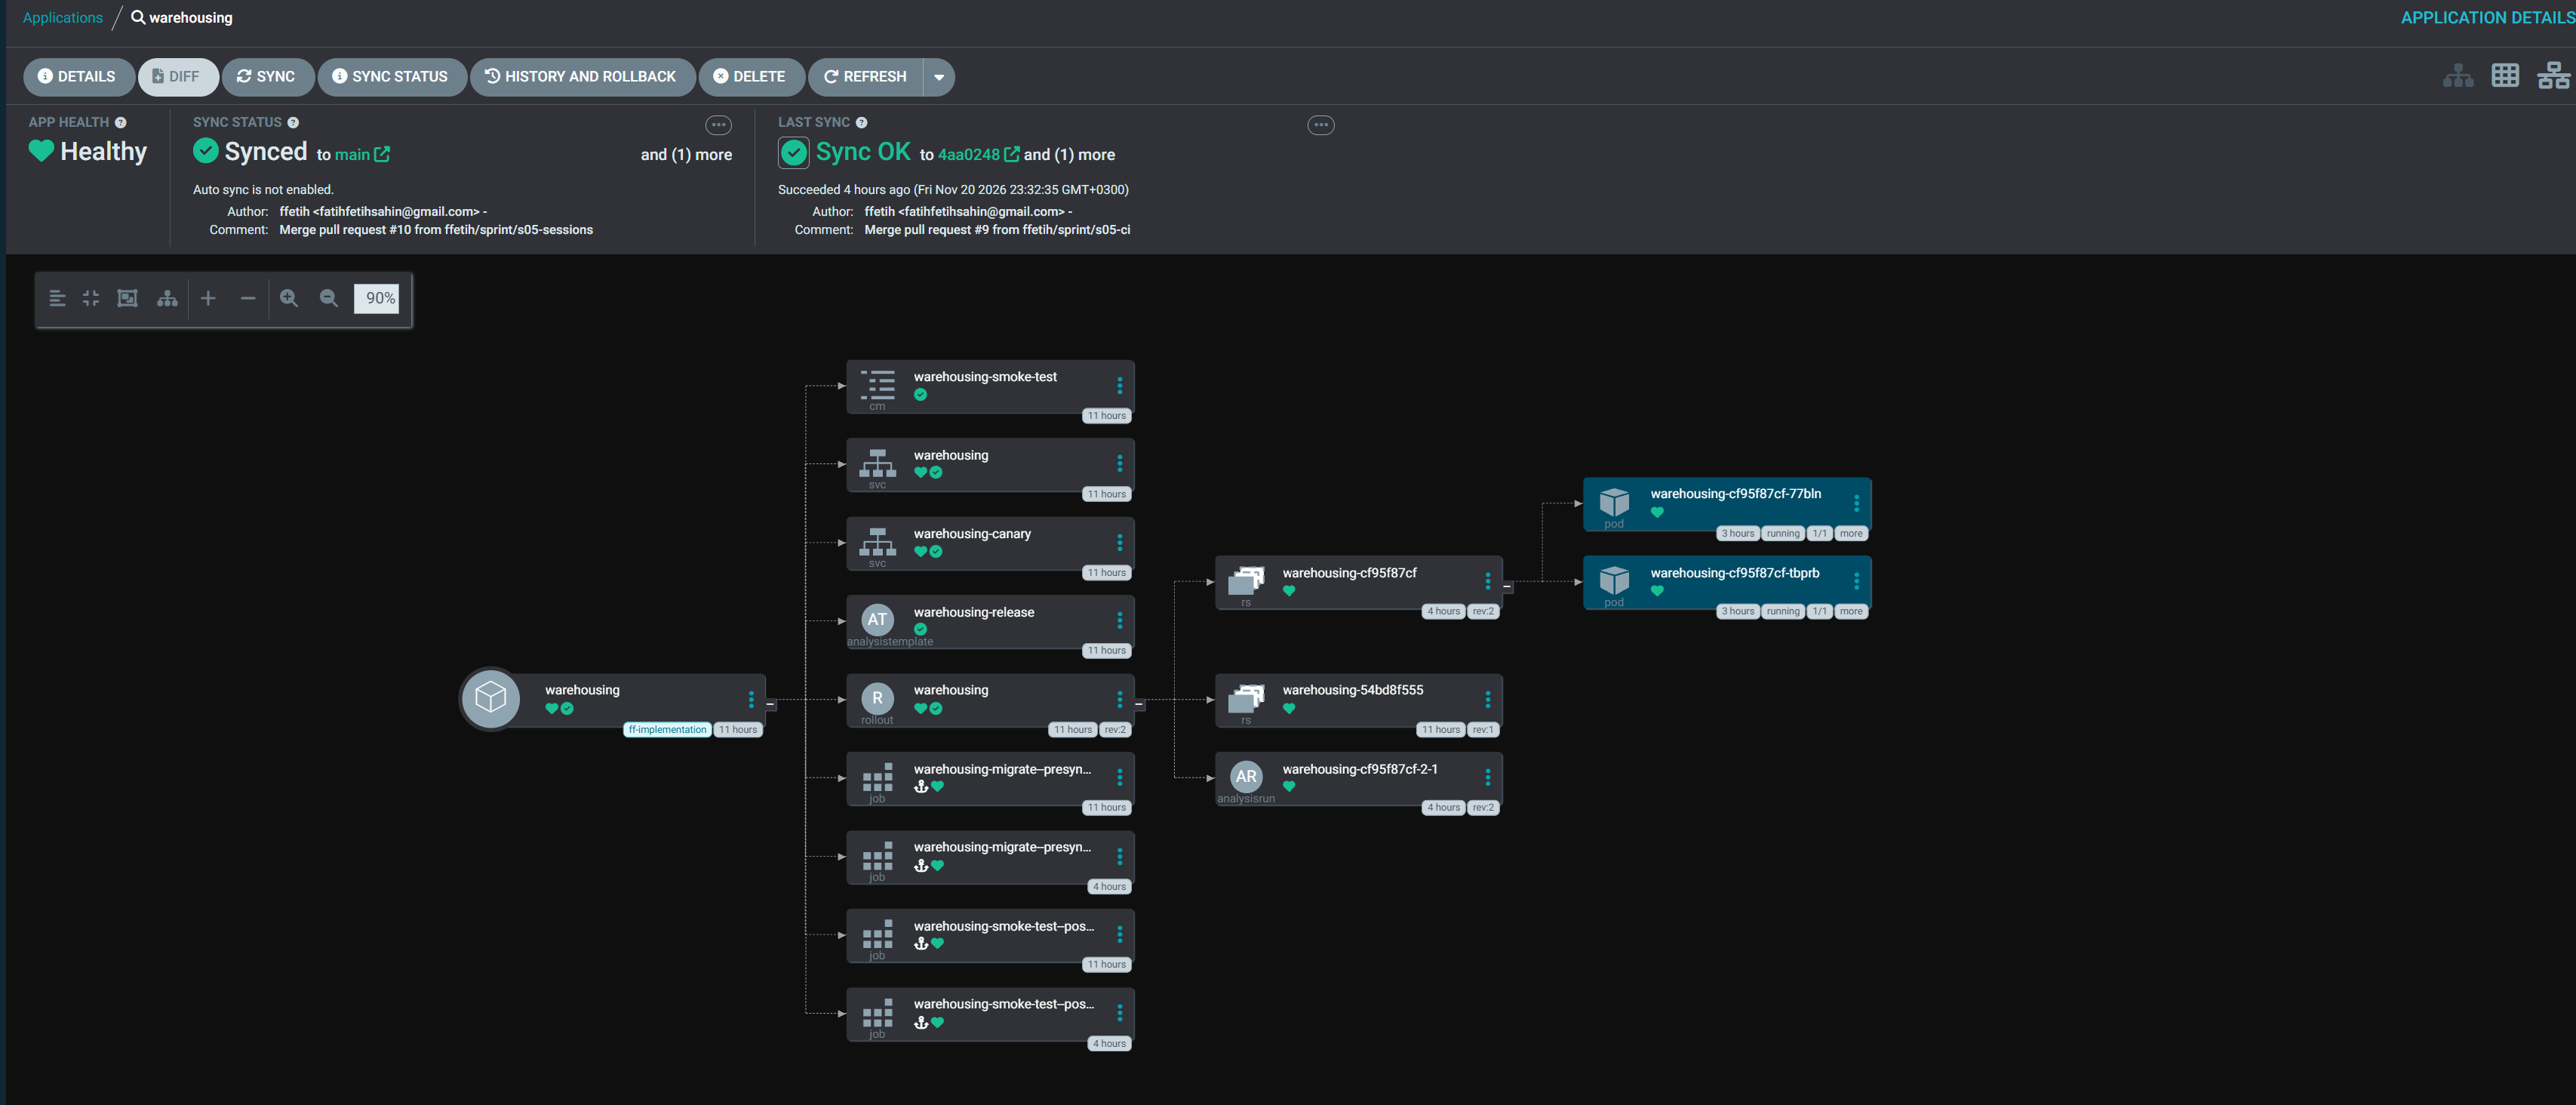 Applications / warehousing
APPLICATION DETAILS
DETAILS
DIFF
SYNC
SYNC STATUS
HISTORY AND ROLLBACK
DELETE
REFRESH
APP HEALTH
Healthy
SYNC STATUS
Synced to main
and (1) more
Auto sync is not enabled.
Author: ffetih <fatihfetihsahin@gmail.com> -
Comment: Merge pull request #10 from ffetih/sprint/s05-sessions
LAST SYNC
Sync OK to 4aa0248 and (1) more
Succeeded 4 hours ago (Fri Nov 20 2026 23:32:35 GMT+0300)
Author: ffetih <fatihfetihsahin@gmail.com> -
Comment: Merge pull request #9 from ffetih/sprint/s05-ci
90%
warehousing
ff-implementation
11 hours
warehousing-smoke-test
cm
11 hours
warehousing
svc
11 hours
warehousing-canary
svc
11 hours
AT
warehousing-release
analysistemplate
11 hours
R
warehousing
rollout
11 hours
rev:2
warehousing-migrate--presyn...
job
11 hours
warehousing-migrate--presyn...
job
4 hours
warehousing-smoke-test--pos...
job
11 hours
warehousing-smoke-test--pos...
job
4 hours
warehousing-cf95f87cf
rs
4 hours
rev:2
warehousing-54bd8f555
rs
11 hours
rev:1
AR
warehousing-cf95f87cf-2-1
analysisrun
4 hours
rev:2
warehousing-cf95f87cf-77bln
pod
3 hours
running
1/1
more
warehousing-cf95f87cf-tbprb
pod
3 hours
running
1/1
more